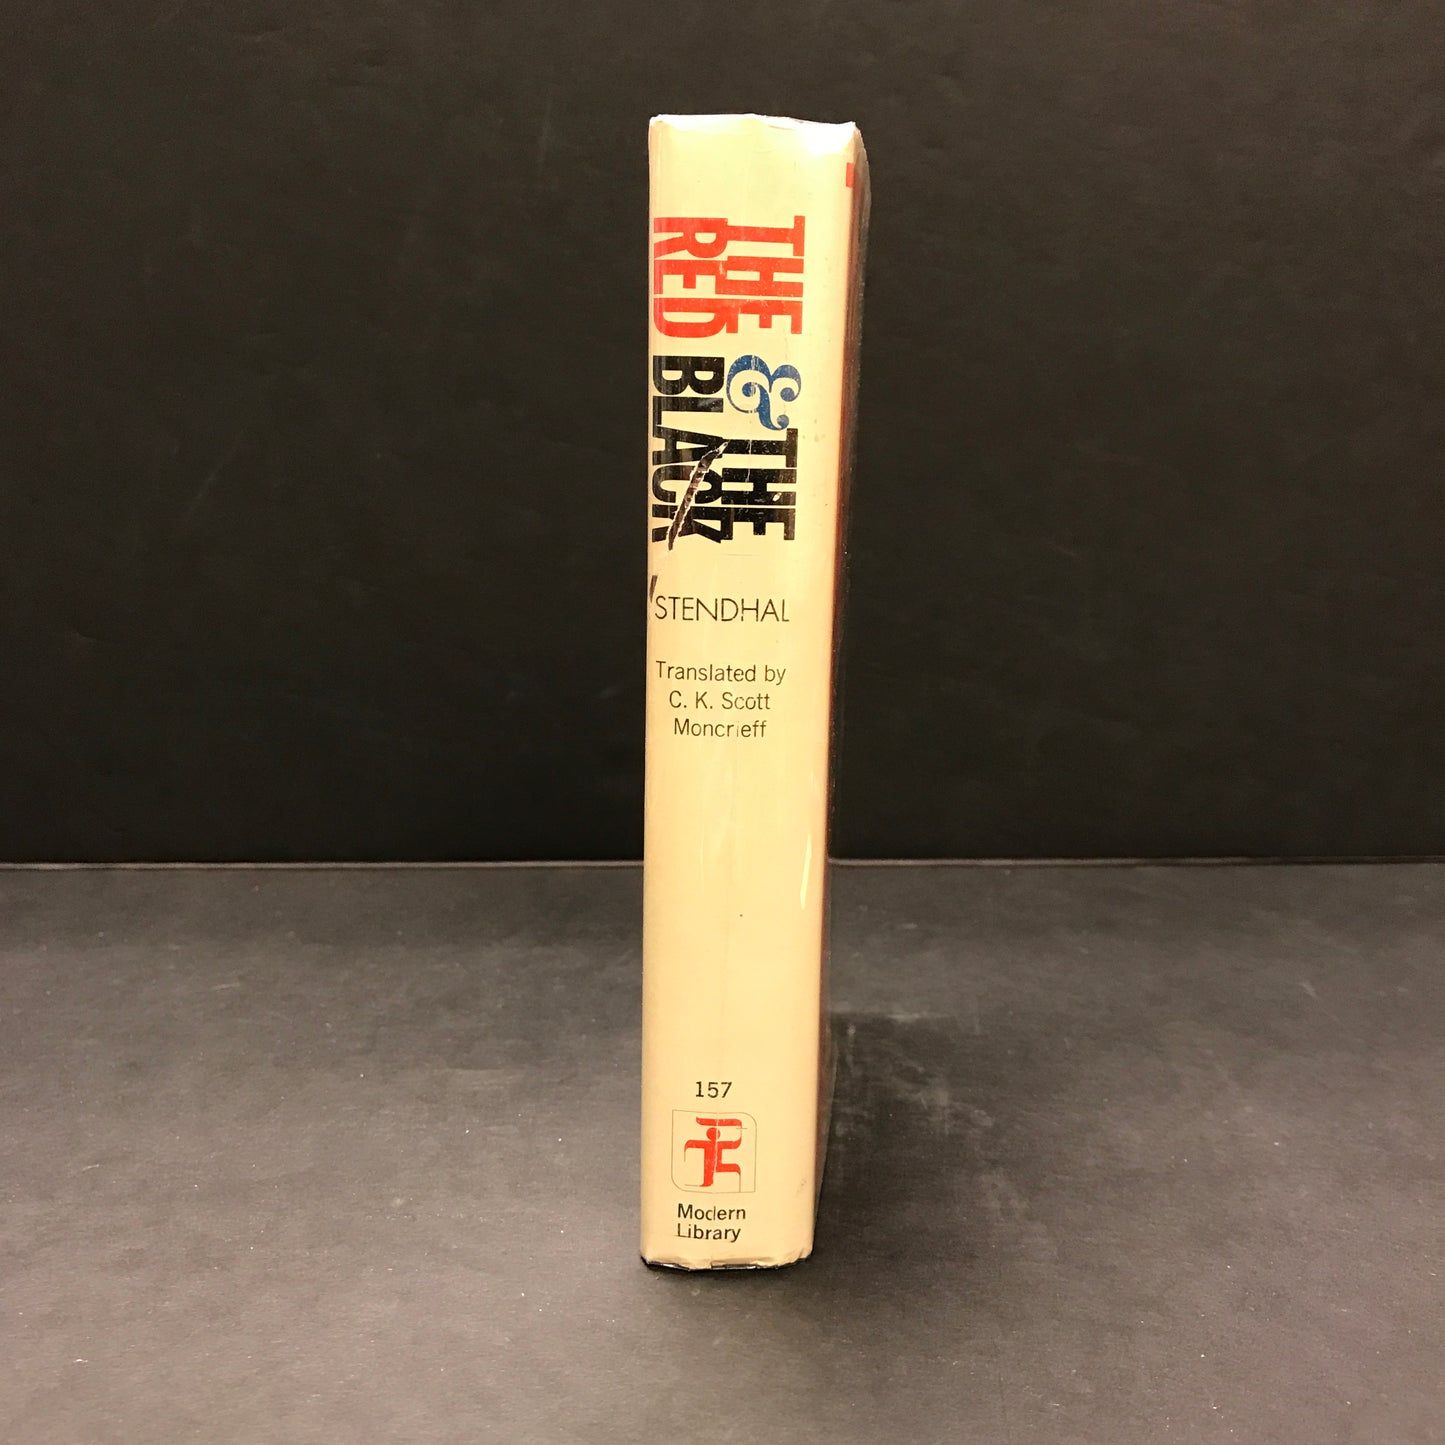 THE
RED
& THE
BLACK
STENDHAL
Translated by
C. K. Scott
Moncrieff
157
Modern
Library